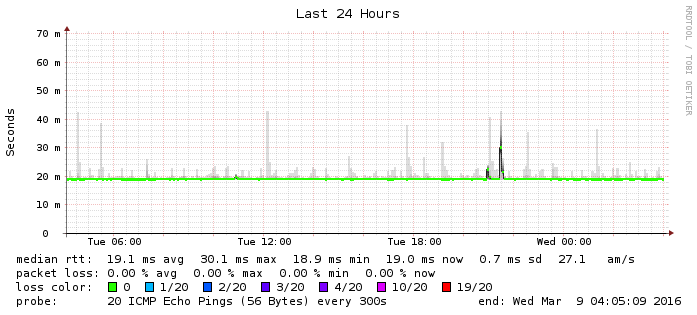 Last 24 Hours
RRDTOOL / TOBI OETIKER
Seconds
70 m
60 m
50 m
40 m
30 m
20 m
10 m
0
Tue 06:00 Tue 12:00 Tue 18:00 Wed 00:00
median rtt: 19.1 ms avg 30.1 ms max 18.9 ms min 19.0 ms now 0.7 ms sd 27.1 am/s
packet loss: 0.00 % avg 0.00 % max 0.00 % min 0.00 % now
loss color: 0 1/20 2/20 3/20 4/20 10/20 19/20
probe: 20 ICMP Echo Pings (56 Bytes) every 300s end: Wed Mar 9 04:05:09 2016